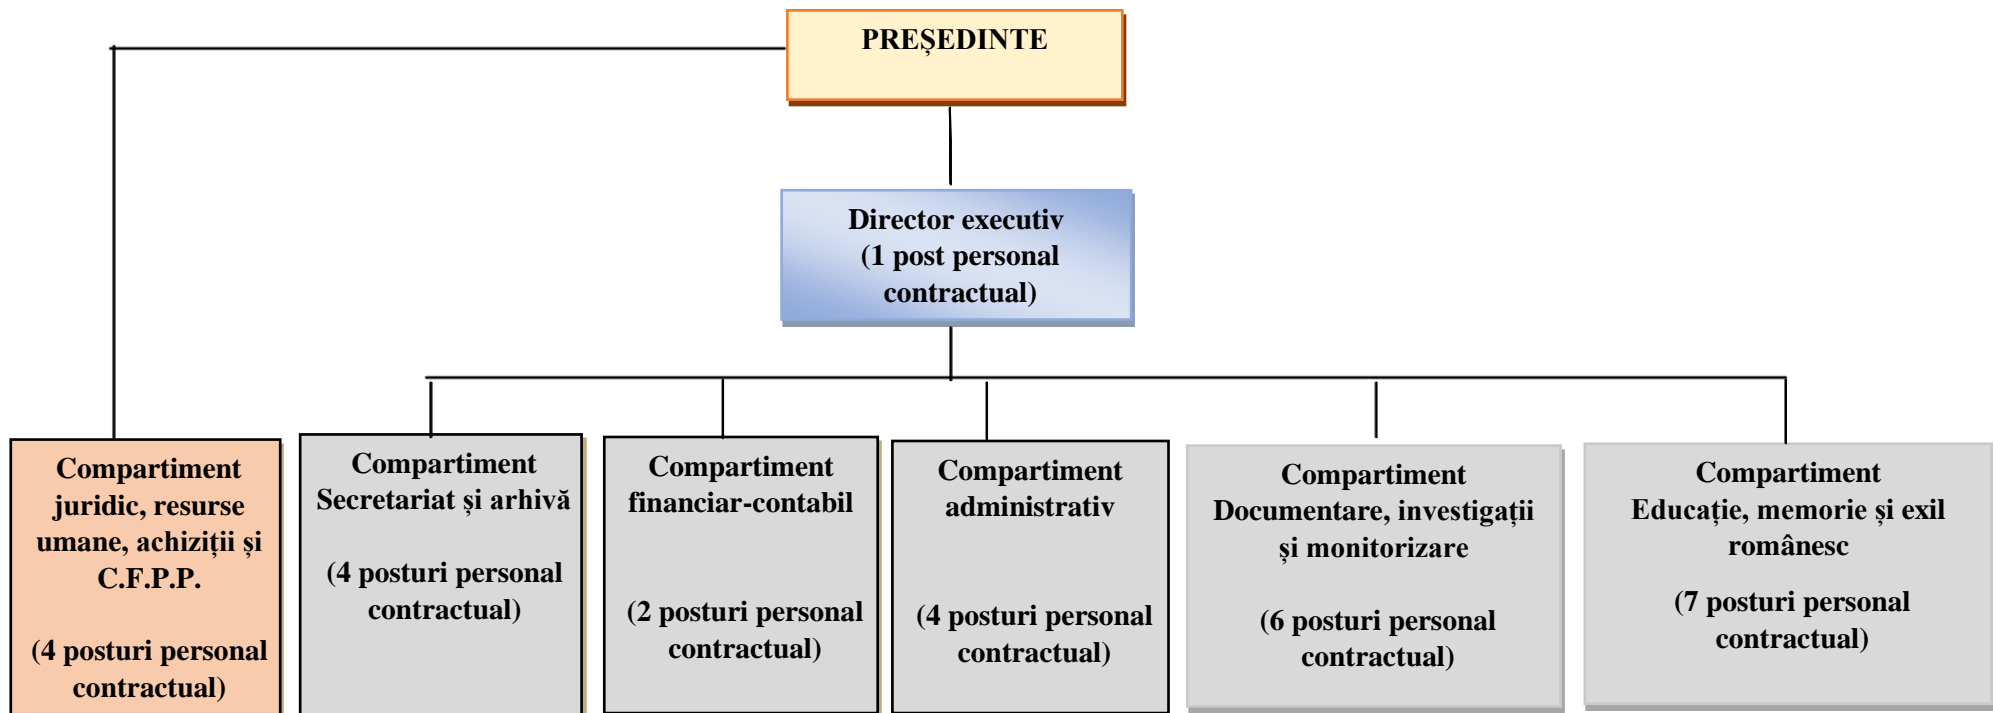 PREȘEDINTE
Director executiv
(1 post personal
contractual)
Compartiment
juridic, resurse
umane, achiziții și
C.F.P.P.
(4 posturi personal
contractual)
Compartiment
Secretariat și arhivă
(4 posturi personal
contractual)
Compartiment
financiar-contabil
(2 posturi personal
contractual)
Compartiment
administrativ
(4 posturi personal
contractual)
Compartiment
Documentare, investigații
și monitorizare
(6 posturi personal
contractual)
Compartiment
Educație, memorie și exil
românesc
(7 posturi personal
contractual)